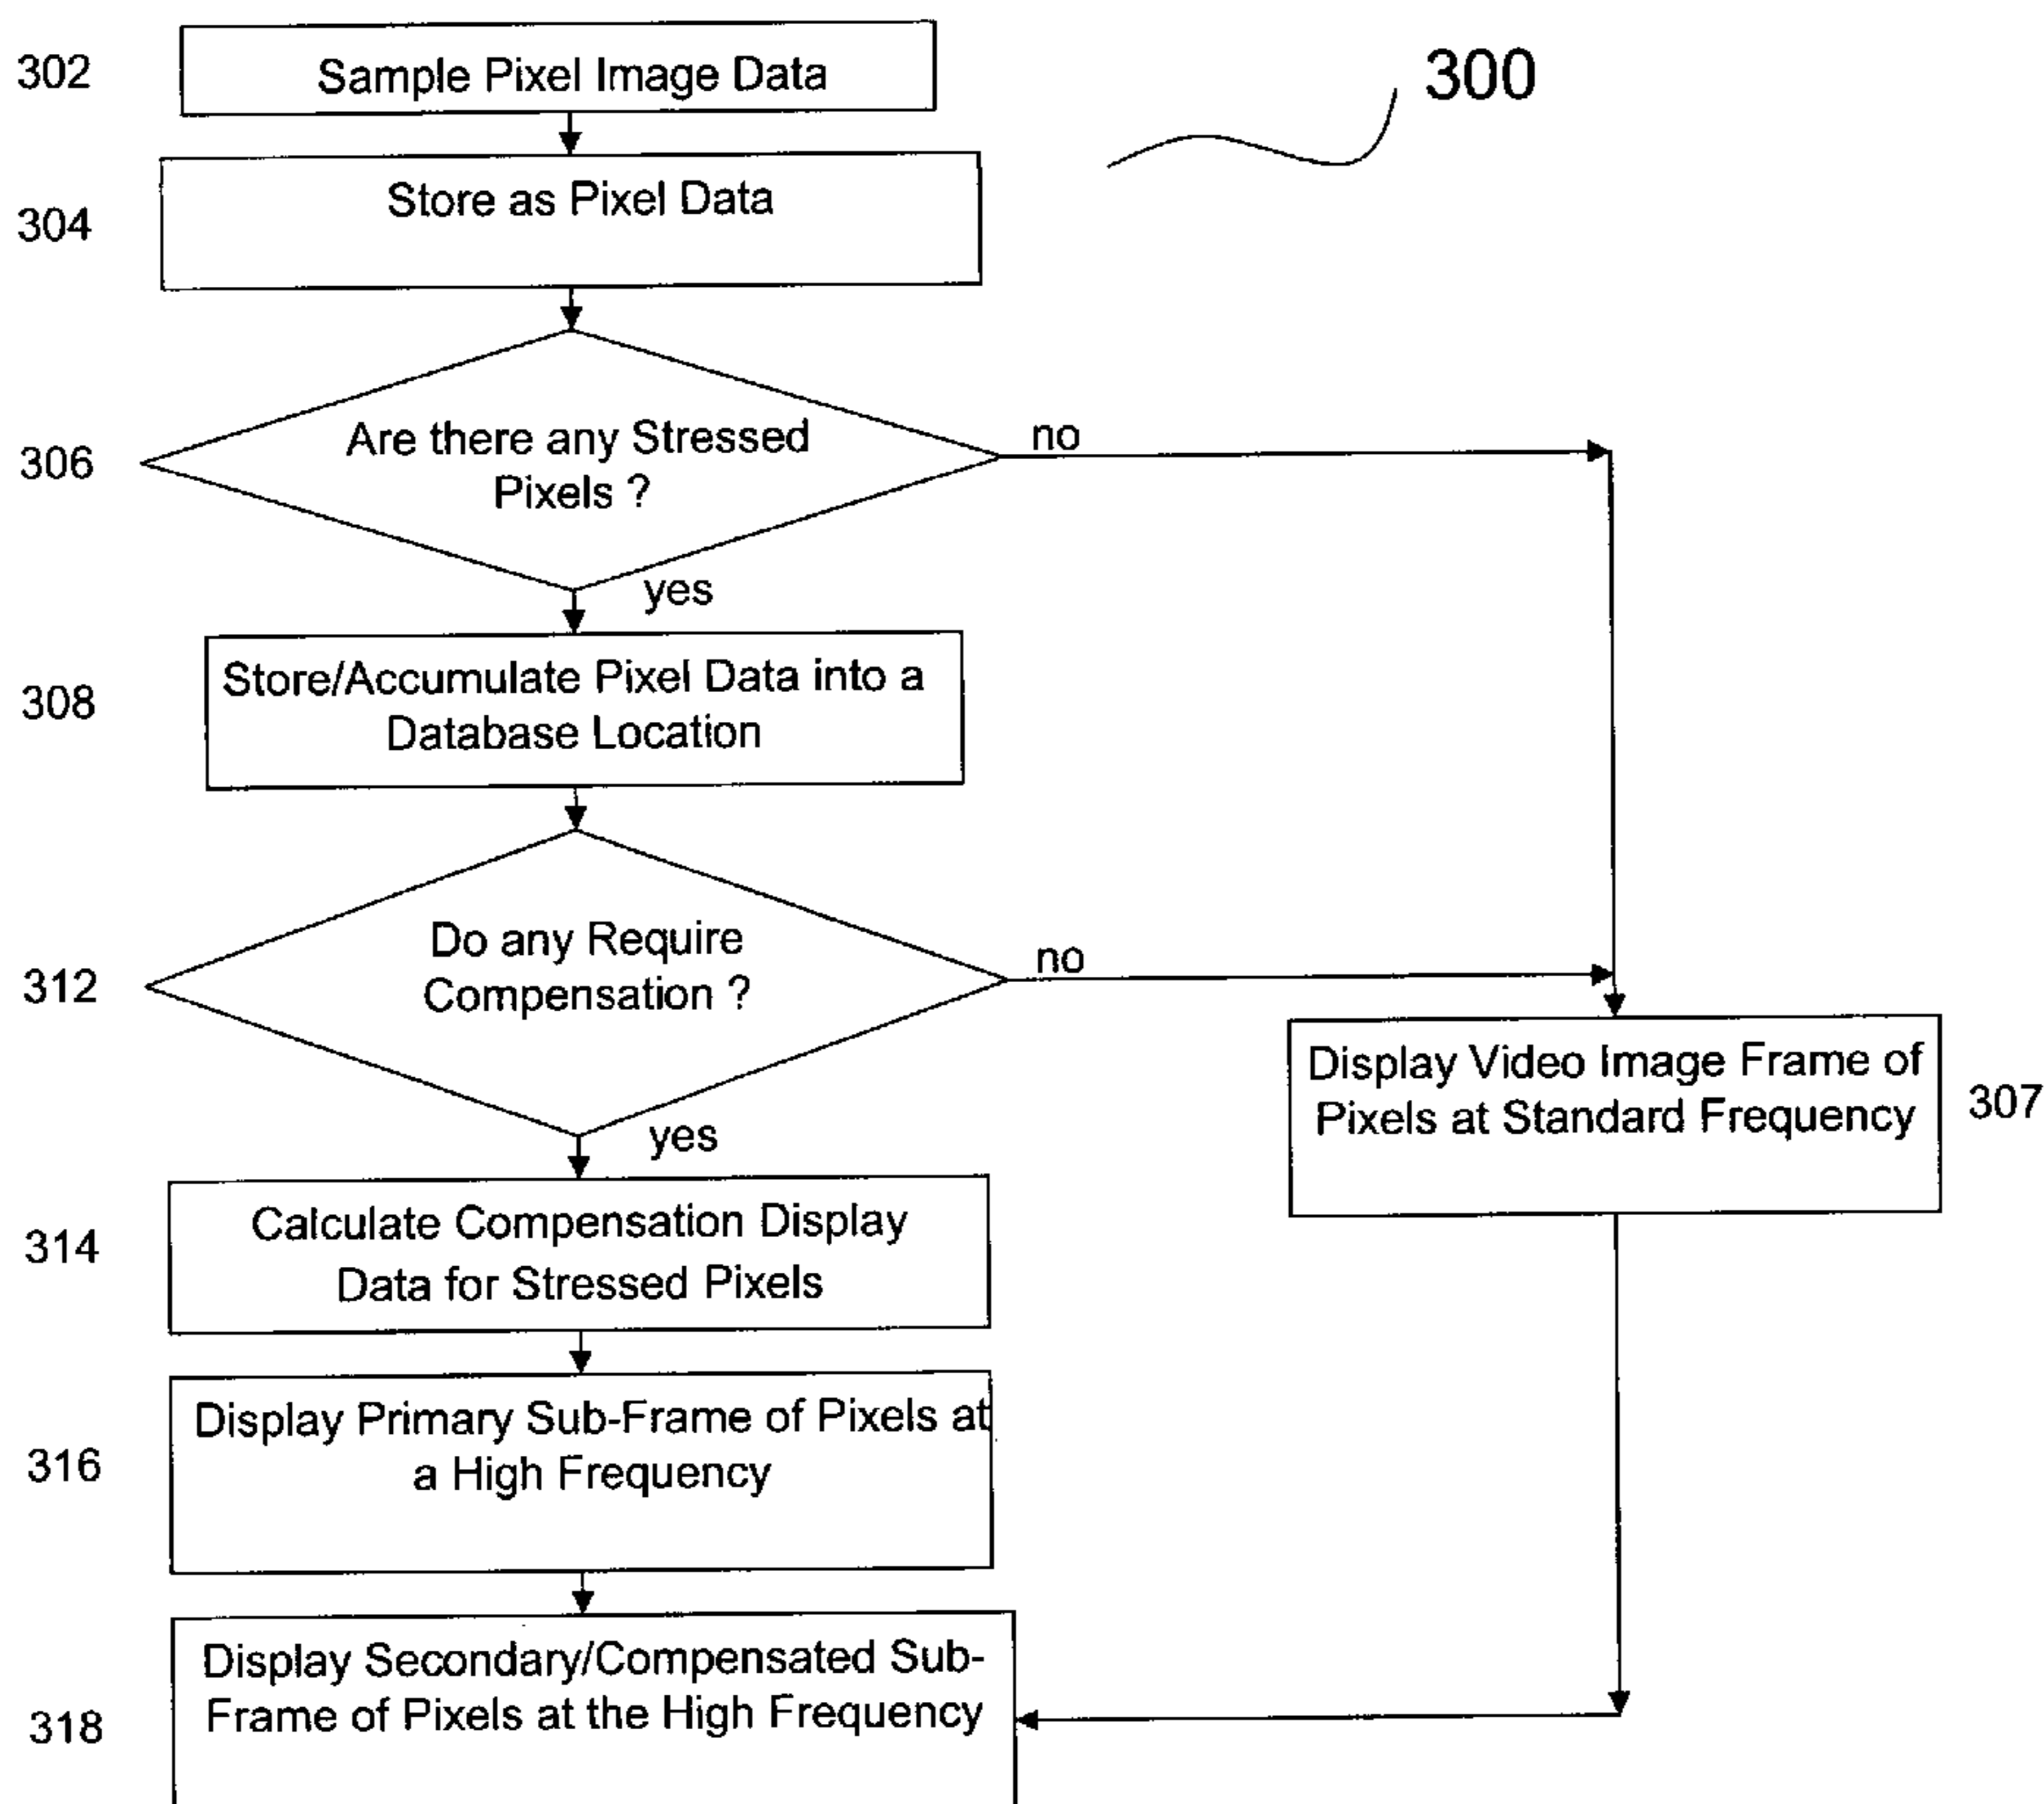 300
302
Sample Pixel Image Data
304
Store as Pixel Data
306
Are there any Stressed
Pixels ?
no
yes
308
Store/Accumulate Pixel Data into a
Database Location
312
Do any Require
Compensation ?
no
yes
Display Video Image Frame of
Pixels at Standard Frequency
307
314
Calculate Compensation Display
Data for Stressed Pixels
316
Display Primary Sub-Frame of Pixels at
a High Frequency
318
Display Secondary/Compensated Sub-
Frame of Pixels at the High Frequency